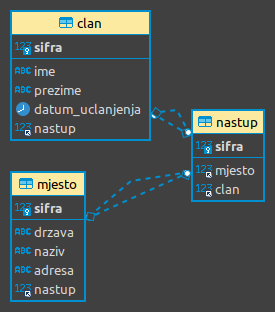 clan
123 sifra
ABC ime
ABC prezime
datum_uclanjenja
123 nastup
nastup
123 sifra
123 mjesto
123 clan
mjesto
123 sifra
ABC drzava
ABC naziv
ABC adresa
123 nastup